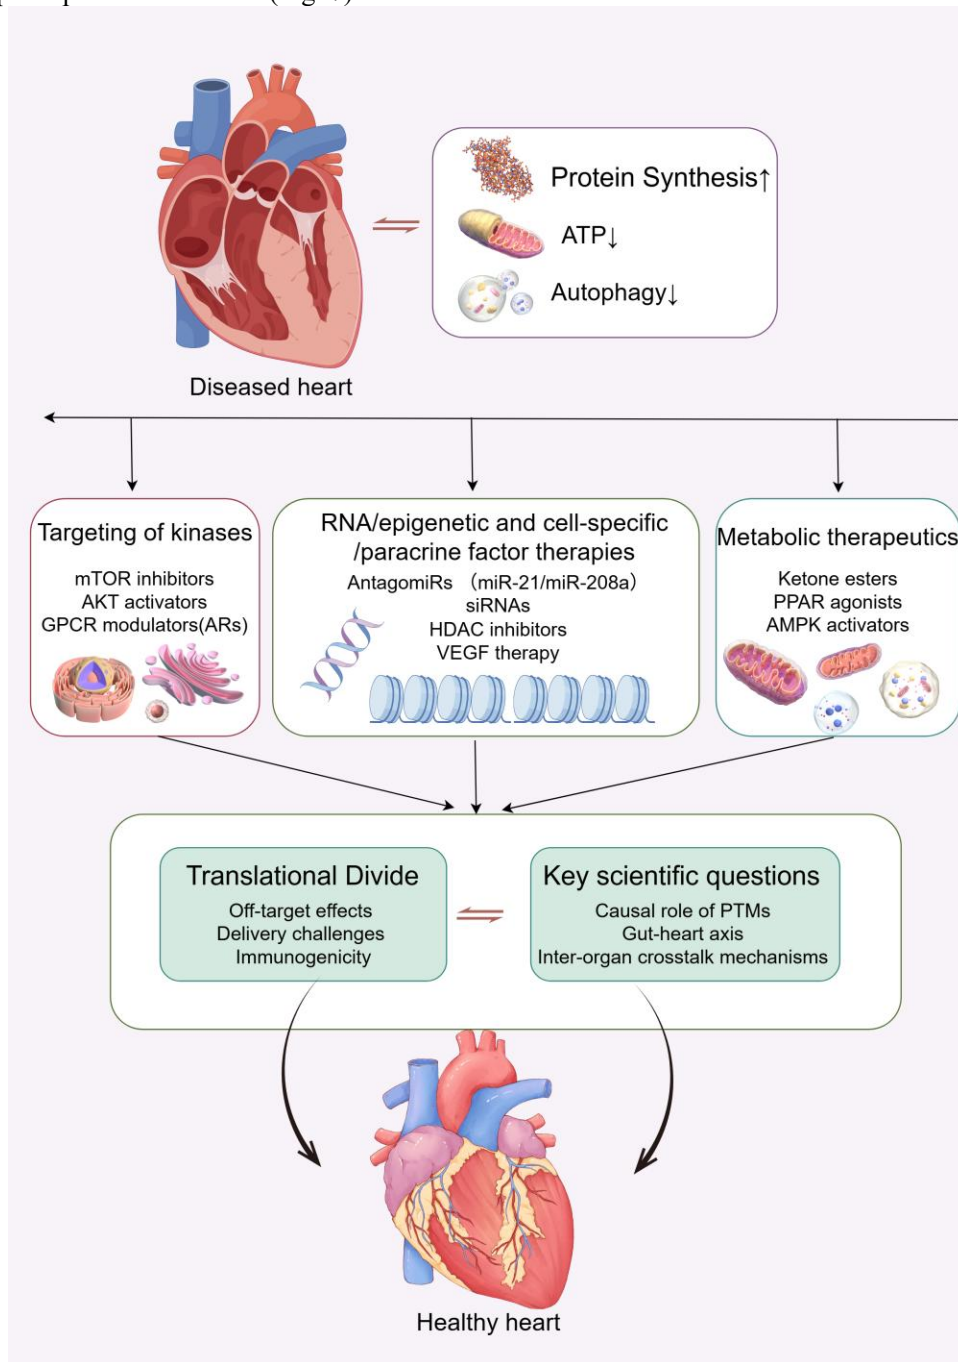 Protein Synthesis↑
ATP↓
Autophagy↓
Diseased heart
Targeting of kinases
mTOR inhibitors
AKT activators
GPCR modulators(ARs)
RNA/epigenetic and cell-specific
/paracrine factor therapies
AntagomiRs （miR-21/miR-208a）
siRNAs
HDAC inhibitors
VEGF therapy
Metabolic therapeutics
Ketone esters
PPAR agonists
AMPK activators
Translational Divide
Off-target effects
Delivery challenges
Immunogenicity
Key scientific questions
Causal role of PTMs
Gut-heart axis
Inter-organ crosstalk mechanisms
Healthy heart